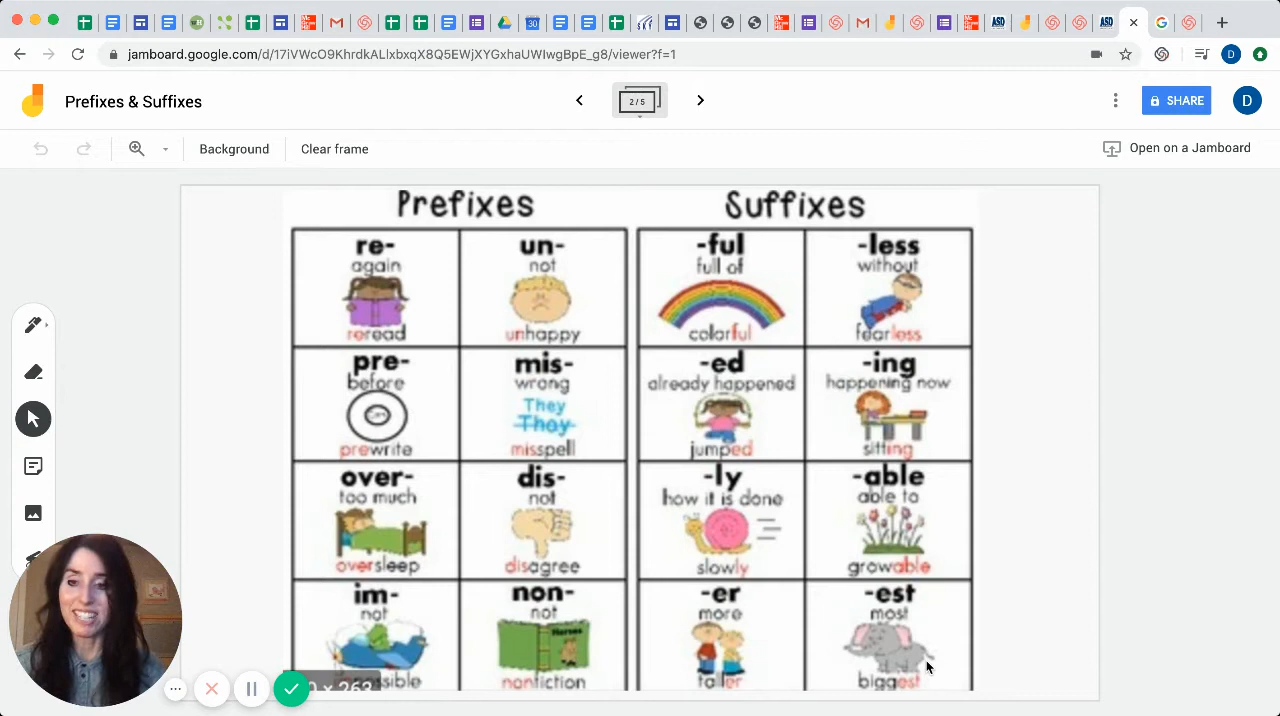 jamboard.google.com/d/17iVWcO9KhrdkALlxbxqX8Q5EWjXYGxhaUWIwgBpE_g8/viewer?f=1
D
Prefixes & Suffixes
2 / 5
SHARE
D
Background
Clear frame
Open on a Jamboard
Prefixes
Suffixes
re-
again
reread
un-
not
unhappy
-ful
full of
colorful
-less
without
fearless
pre-
before
prewrite
mis-
wrong
They
Thay
misspell
-ed
already happened
jumped
-ing
happening now
sitting
over-
too much
oversleep
dis-
not
disagree
-ly
how it is done
slowly
-able
able to
growable
im-
not
non-
not
Horses
nonfiction
-er
more
taller
-est
most
biggest